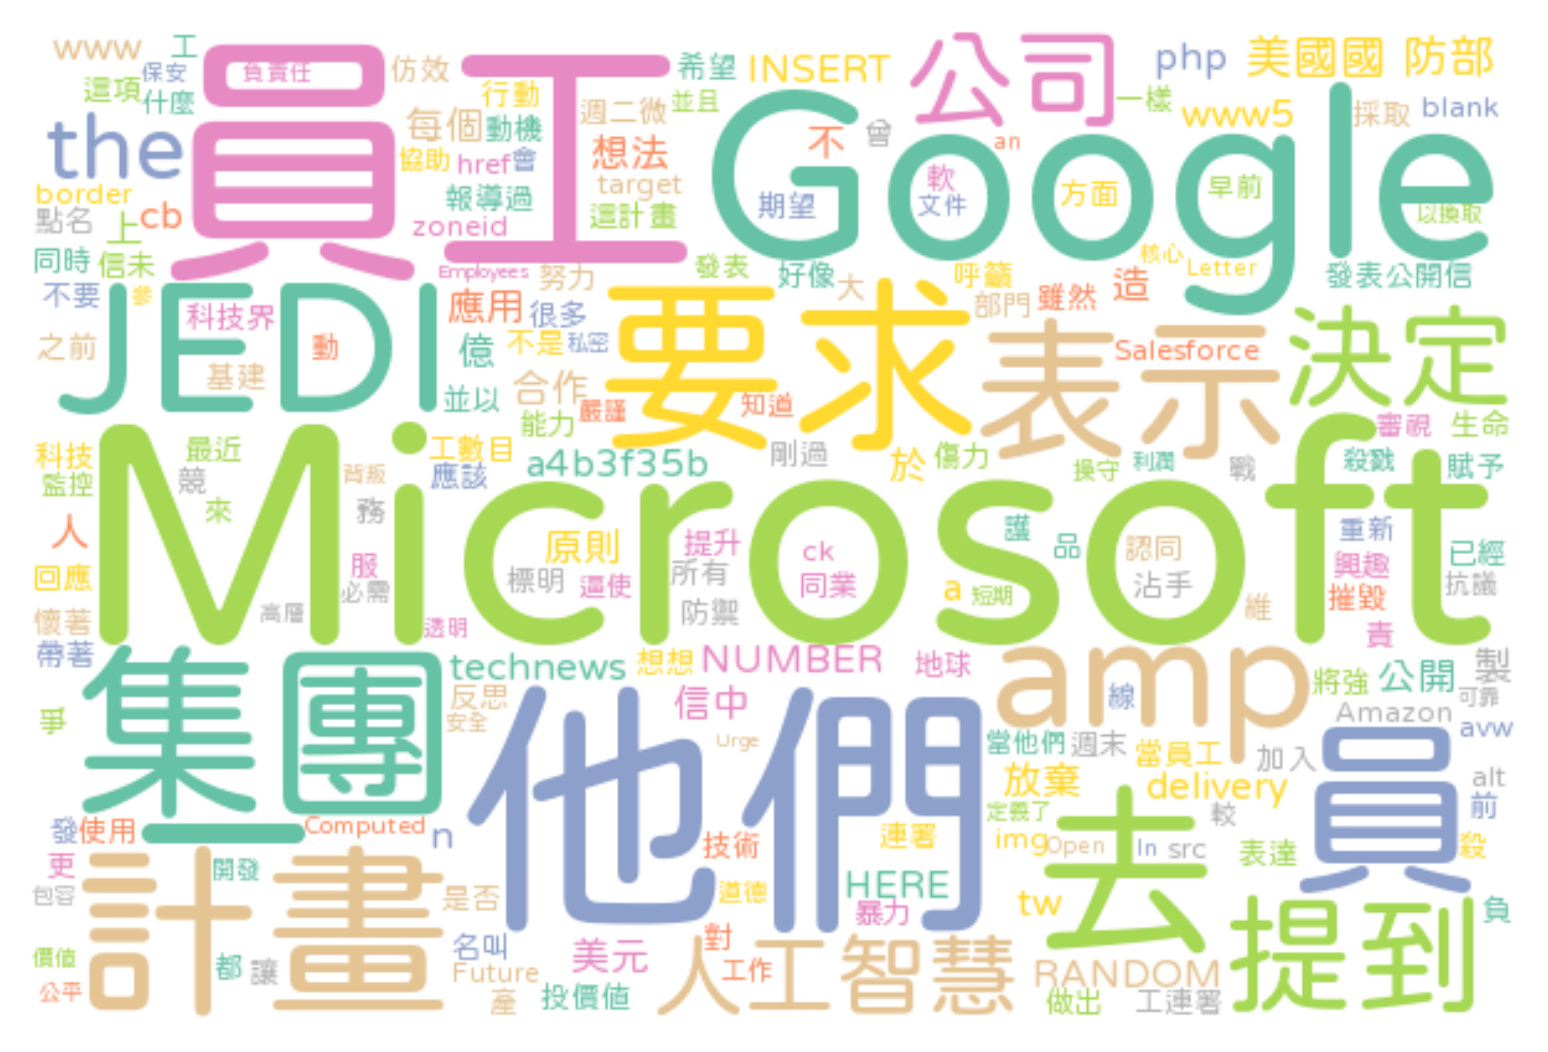 www
工
保安
負責任
這項
什麼
員工
仿效
希望
INSERT
公司
php
美國國 防部
行動
週二微
並且
一樣
the
每個
動機
想法
Google
不
曾
an
www5
採取
blank
協助
href
會
target
軟
方面
早前
border
報導過
這計畫
期望
文件
以換取
點名
上
cb
zoneid
同時
信未
Employees
努力
發表
好像
大
呼籲
核心
Letter
發表公開信
不要
參
JEDI
科技界
應用
很多
要求
部門
雖然
造
決定
之前
動
基建
億
不是
私密
表示
Salesforce
並以
合作
嚴謹
知道
能力
審視
生命
科技
最近
工數目
Microsoft
監控
競
背叛
應該
a4b3f35b
剛過
於
傷力
操守
利潤
戰
殺戮
賦予
來
務
人
原則
提升
ck
護
品
認同
重新
已經
回應
服
必需
標明
逼使
所有
同業
a
短期
沾手
興趣
抗議
懷著
高層
透明
防禦
維
摧毀
責
帶著
集團
technews
想想
NUMBER
地球
amp
線
將強
公開
製
可靠
爭
反思
安全
信中
他們
Urge
當他們
週末
當員工
加入
Amazon
avw
員
發
使用
Computed
n
技術
連署
放棄
delivery
定義了
較
alt
前
更
開發
img
Open
In
src
表達
殺
包容
計畫
是否
道德
HERE
暴力
tw
去
負
價值
都
讓
名叫
Future
美元
對
工作
人工智慧
RANDOM
提到
公平
產
投價值
做出
工連署